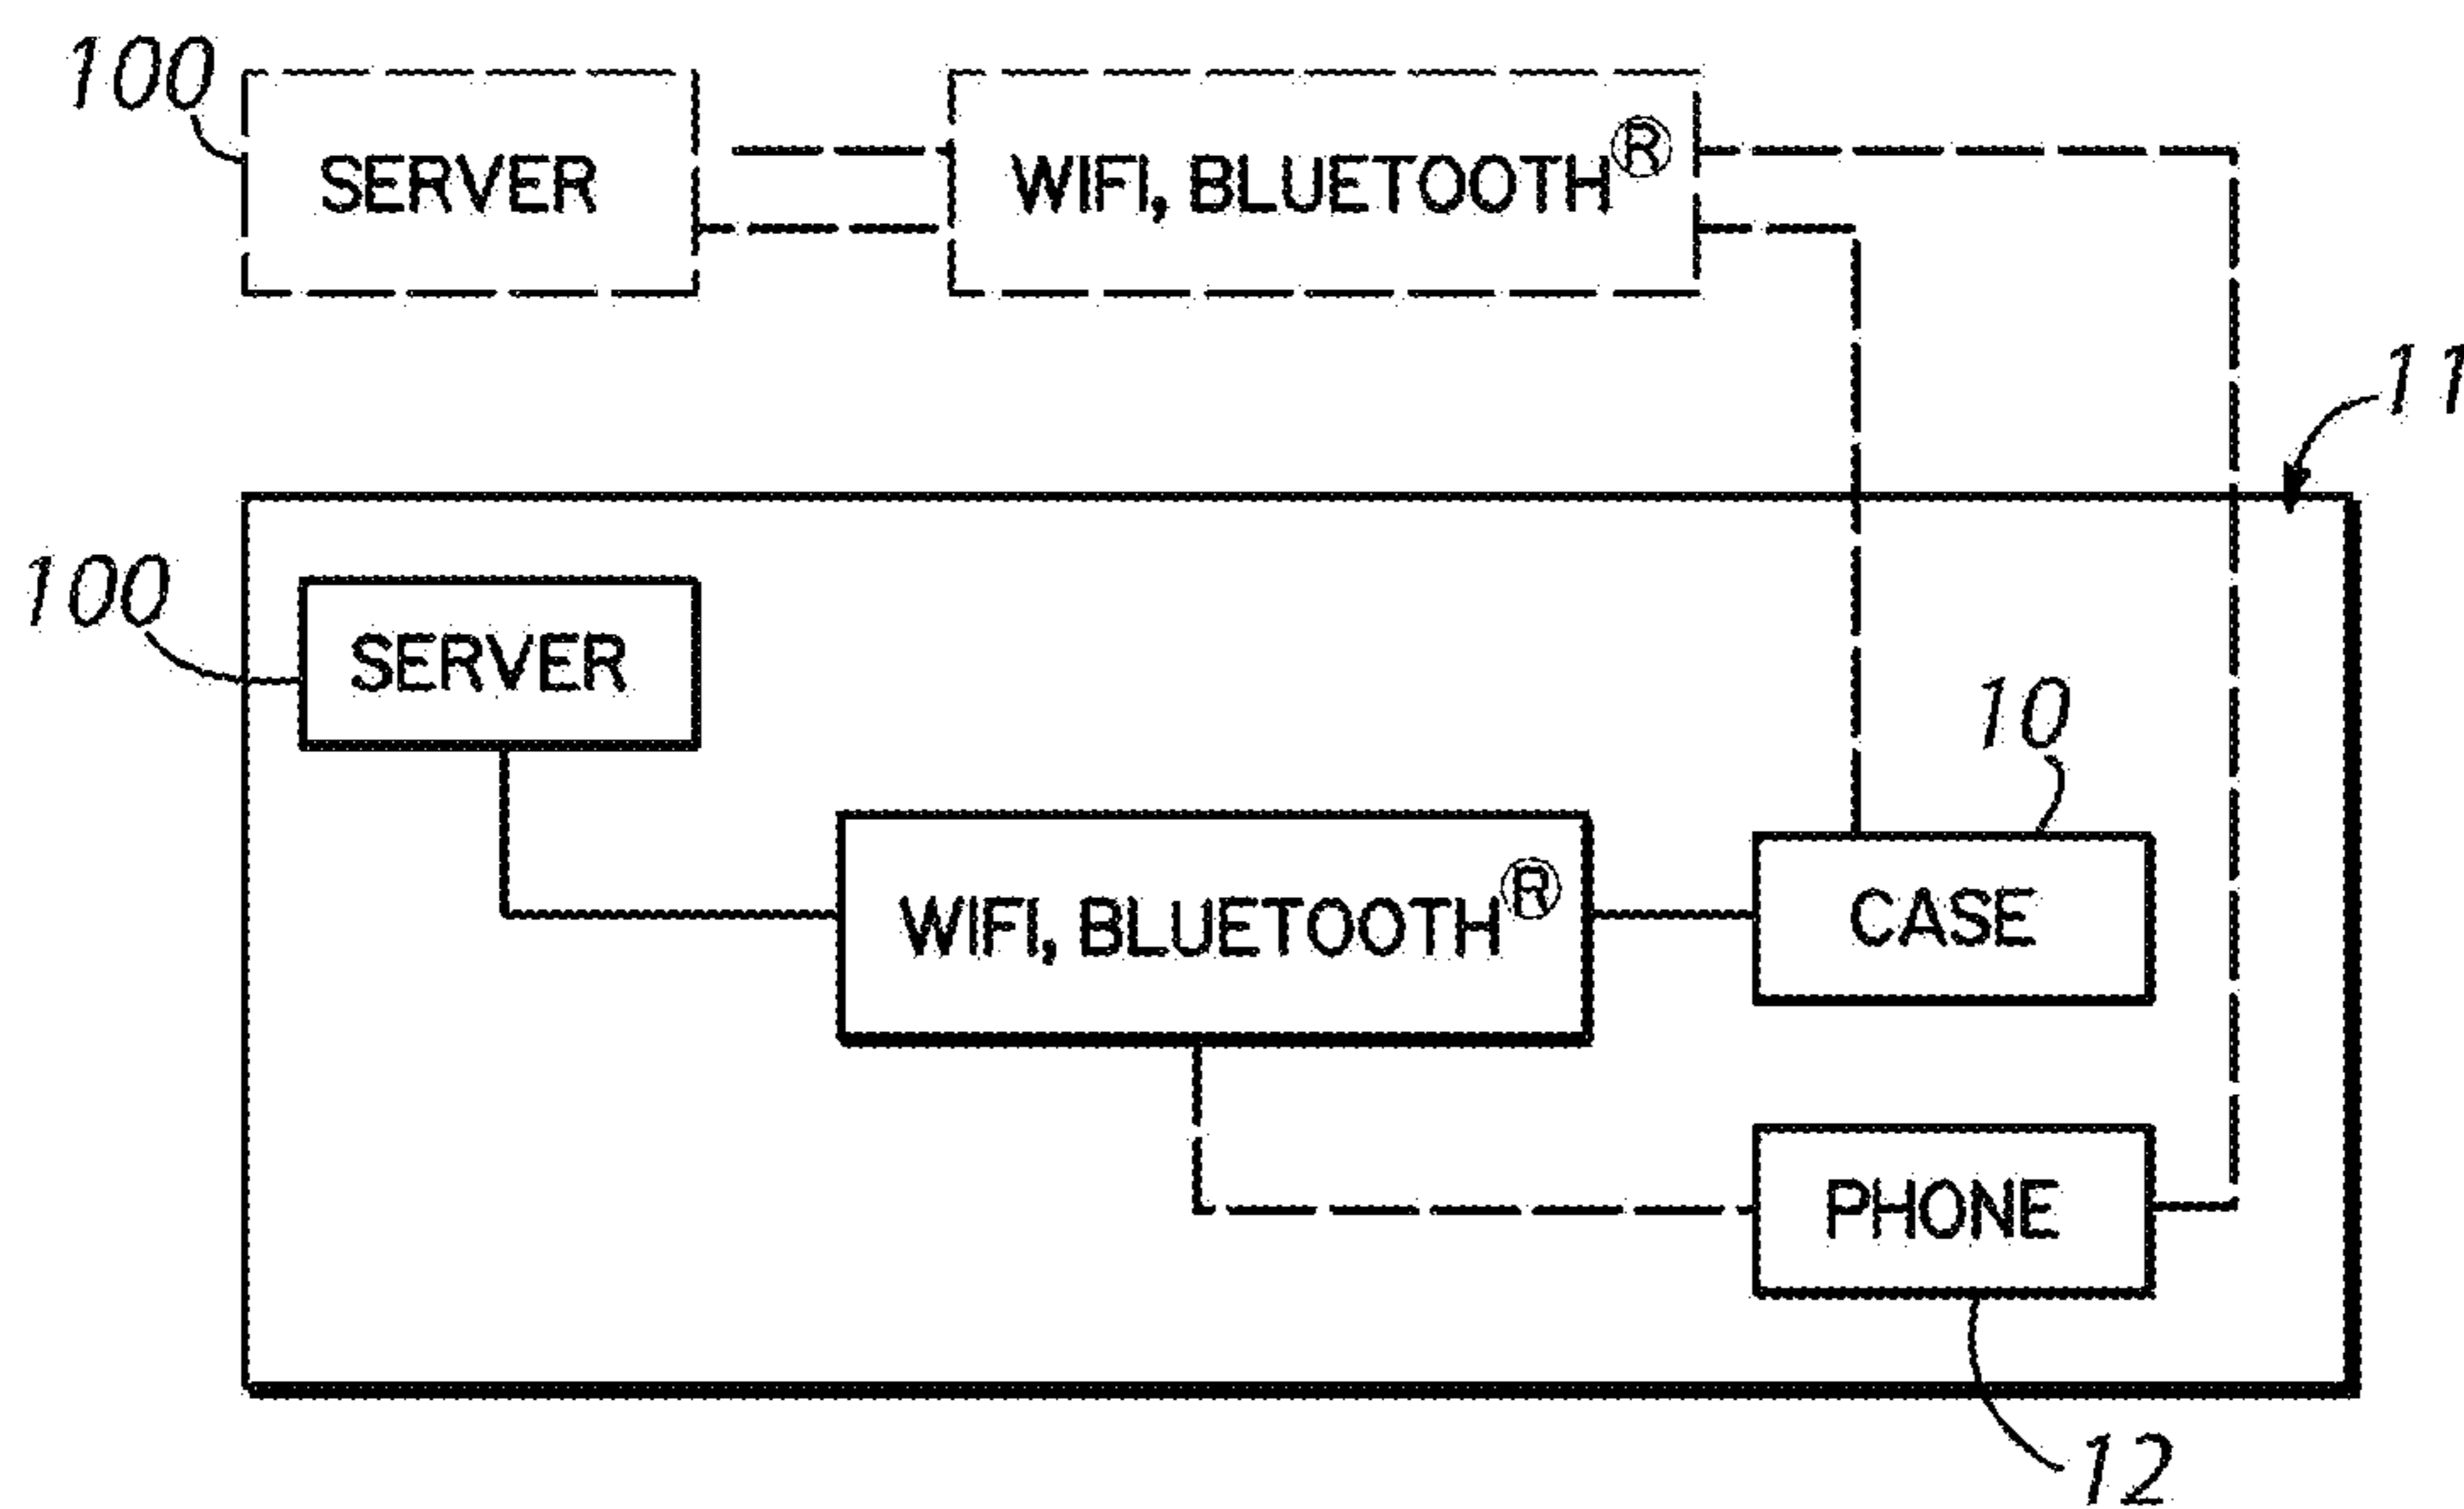 100
SERVER
WIFI, BLUETOOTH®
11
100
SERVER
10
WIFI, BLUETOOTH®
CASE
PHONE
12